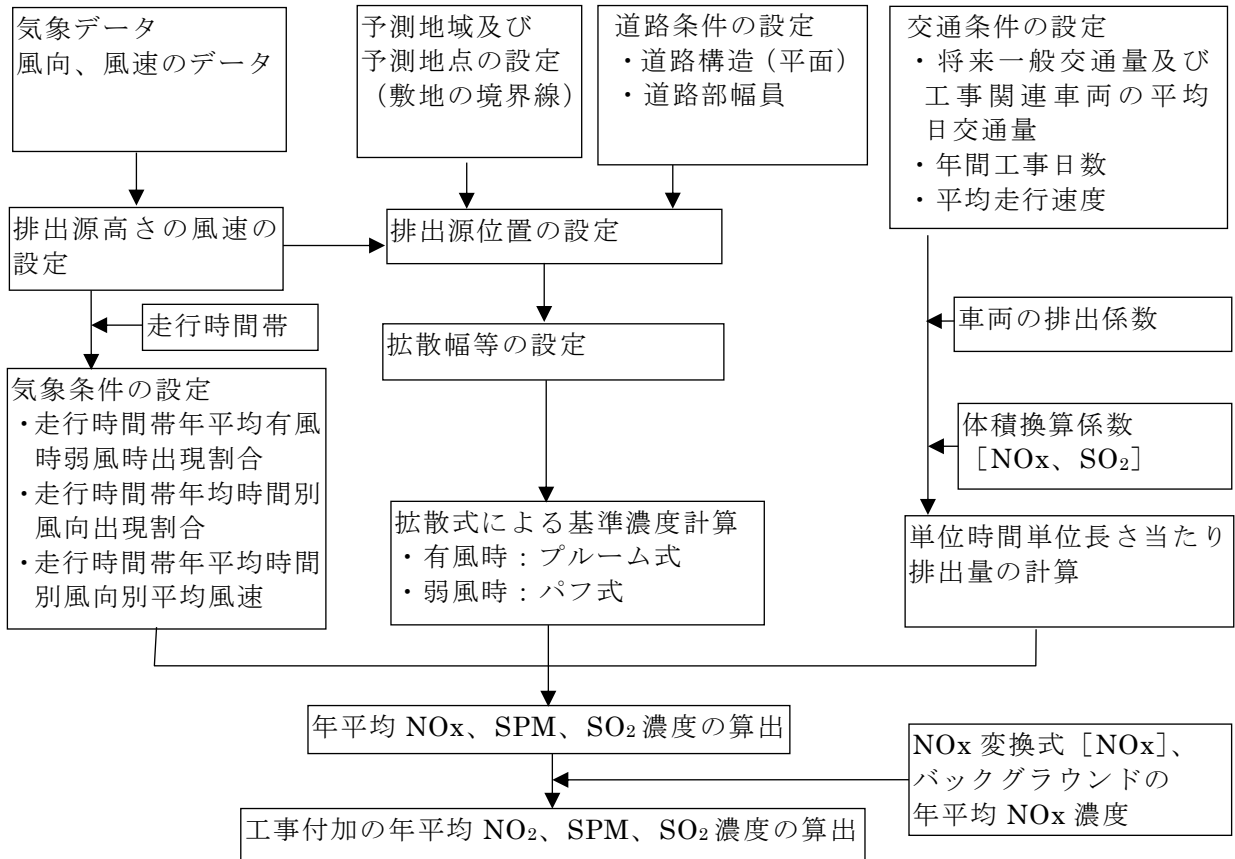 気象データ
風向、風速のデータ
予測地域及び
予測地点の設定
(敷地の境界線)
道路条件の設定
・道路構造(平面)
・道路部幅員
交通条件の設定
・将来一般交通量及び
工事関連車両の平均
日交通量
・年間工事日数
・平均走行速度
排出源高さの風速の
設定
排出源位置の設定
走行時間帯
拡散幅等の設定
車両の排出係数
気象条件の設定
・走行時間帯年平均有風
時弱風時出現割合
・走行時間帯年均時間別
風向出現割合
・走行時間帯年平均時間
別風向別平均風速
体積換算係数
[NOx、SO₂]
拡散式による基準濃度計算
・有風時:プルーム式
・弱風時:パフ式
単位時間単位長さ当たり
排出量の計算
年平均 NOx、SPM、SO₂ 濃度の算出
NOx 変換式[NOx]、
バックグラウンドの
年平均 NOx 濃度
工事付加の年平均 NO₂、SPM、SO₂ 濃度の算出